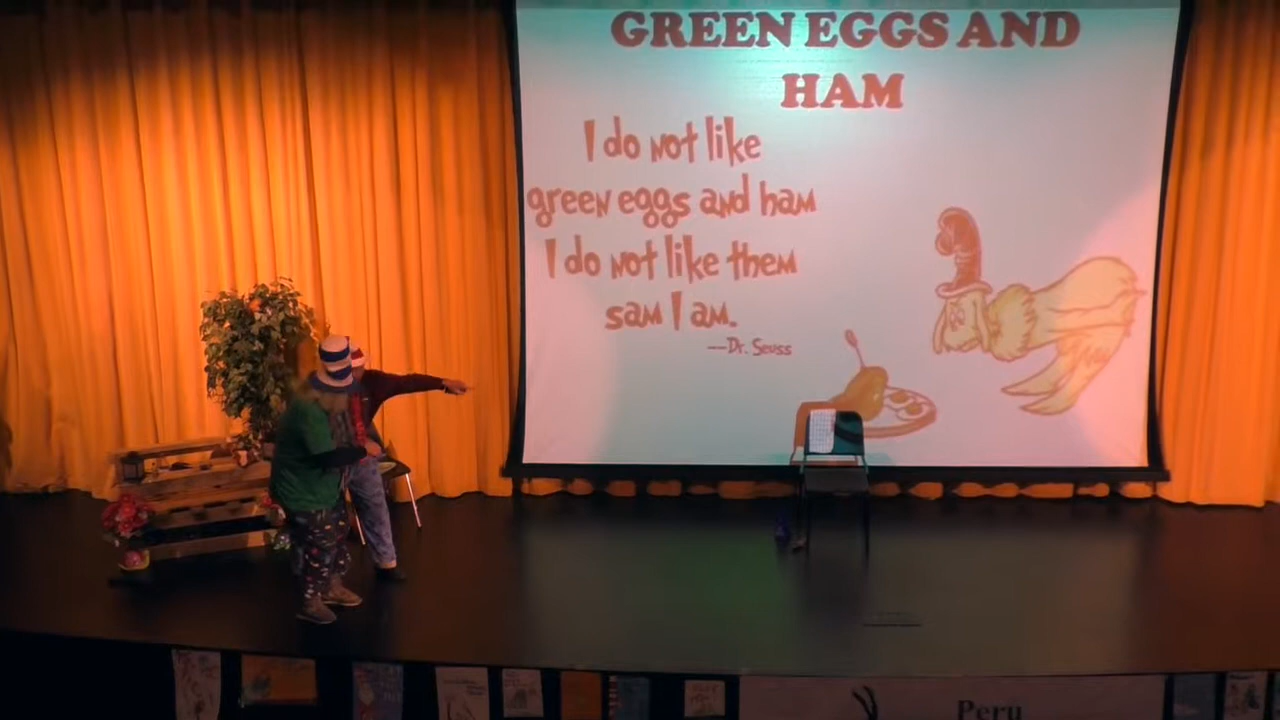 GREEN EGGS AND
HAM
I do not like
green eggs and ham
I do not like them
sam I am.
—Dr. Seuss
Peru